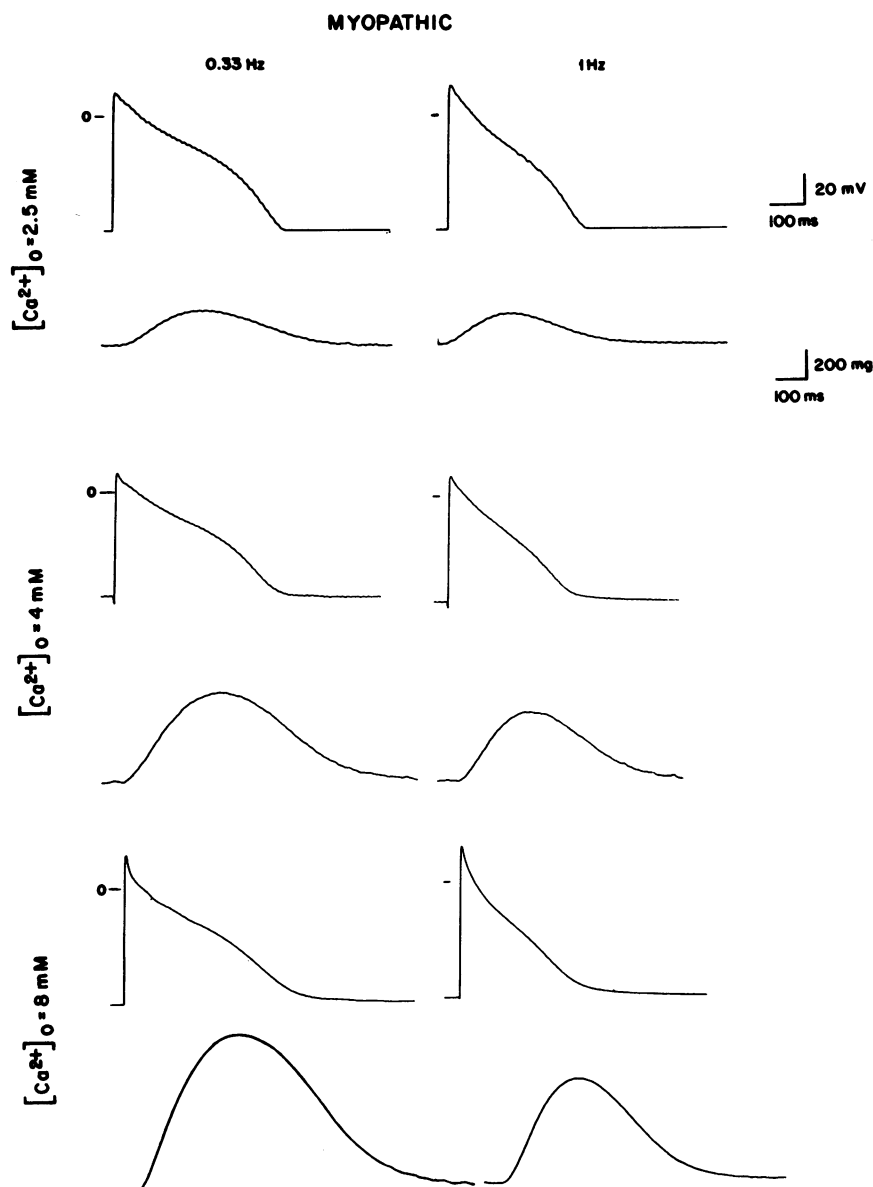 MYOPATHIC
0.33 Hz
1 Hz
0-
-
[Ca²⁺]o = 2.5 mM
20 mV
100 ms
200 mg
100 ms
0-
-
[Ca²⁺]o = 4 mM
0-
-
[Ca²⁺]o = 8 mM